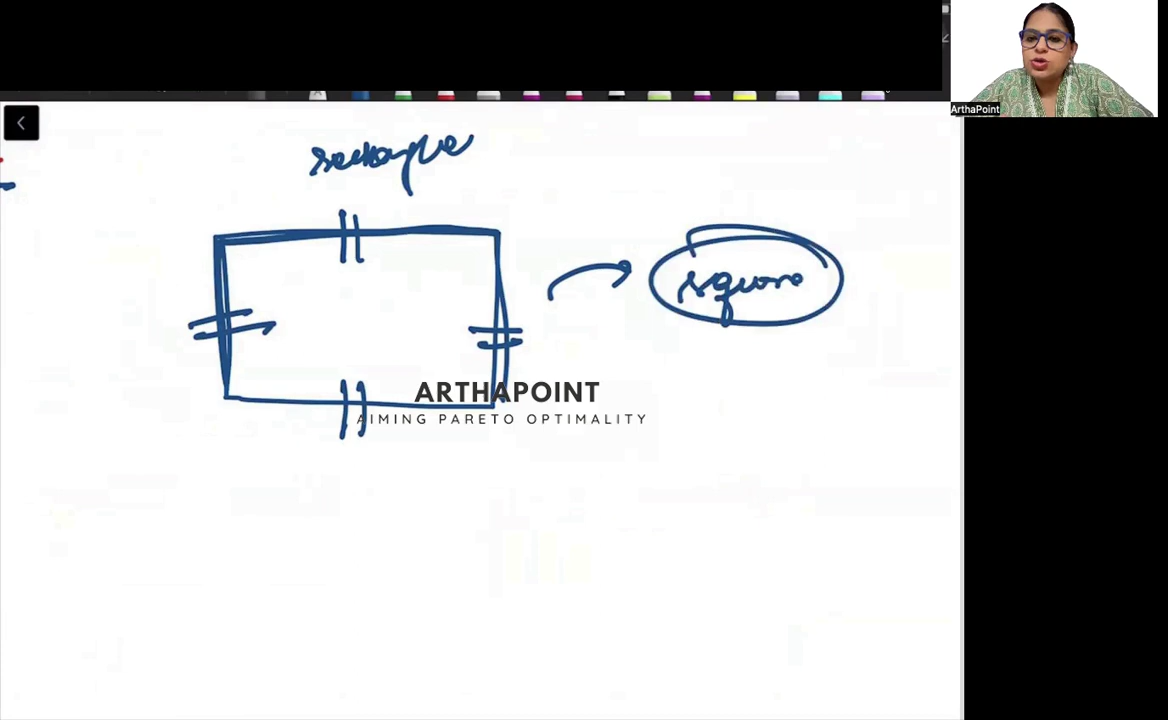 ArthaPoint
rectangle
square
ARTHAPOINT
AIMING PARETO OPTIMALITY